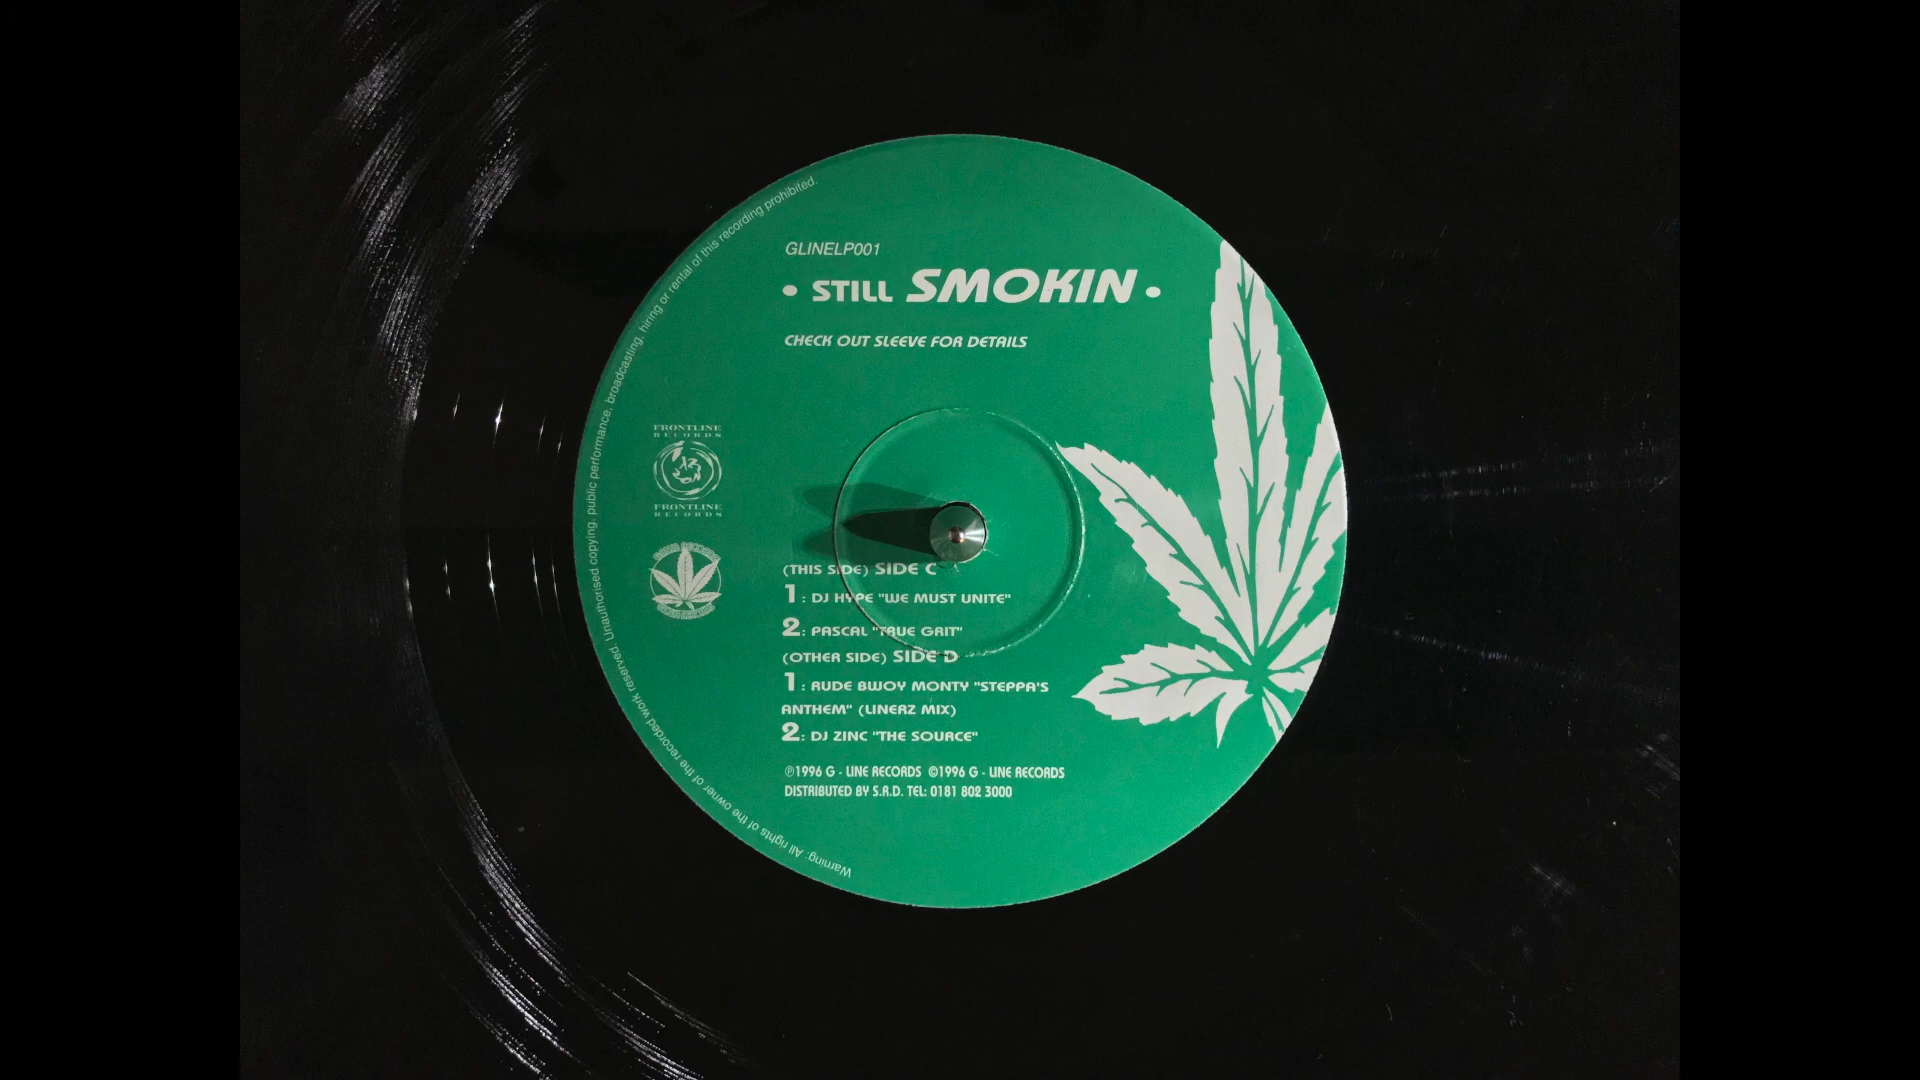 GLINELP001
• STILL SMOKIN •
CHECK OUT SLEEVE FOR DETAILS
FRONTLINE
RECORDS
FRONTLINE
RECORDS
(THIS SIDE) SIDE C
1: DJ HYPE "WE MUST UNITE"
2: PASCAL "TRUE GRIT"
(OTHER SIDE) SIDE D
1: RUDE BWOY MONTY "STEPPA'S
ANTHEM" (LINERZ MIX)
2: DJ ZINC "THE SOURCE"
℗1996 G - LINE RECORDS ©1996 G - LINE RECORDS
DISTRIBUTED BY S.R.D. TEL: 0181 802 3000
Warning: All rights of the owner of the recorded work reserved. Unauthorised copying, public performance, broadcasting, hiring or rental of this recording prohibited.